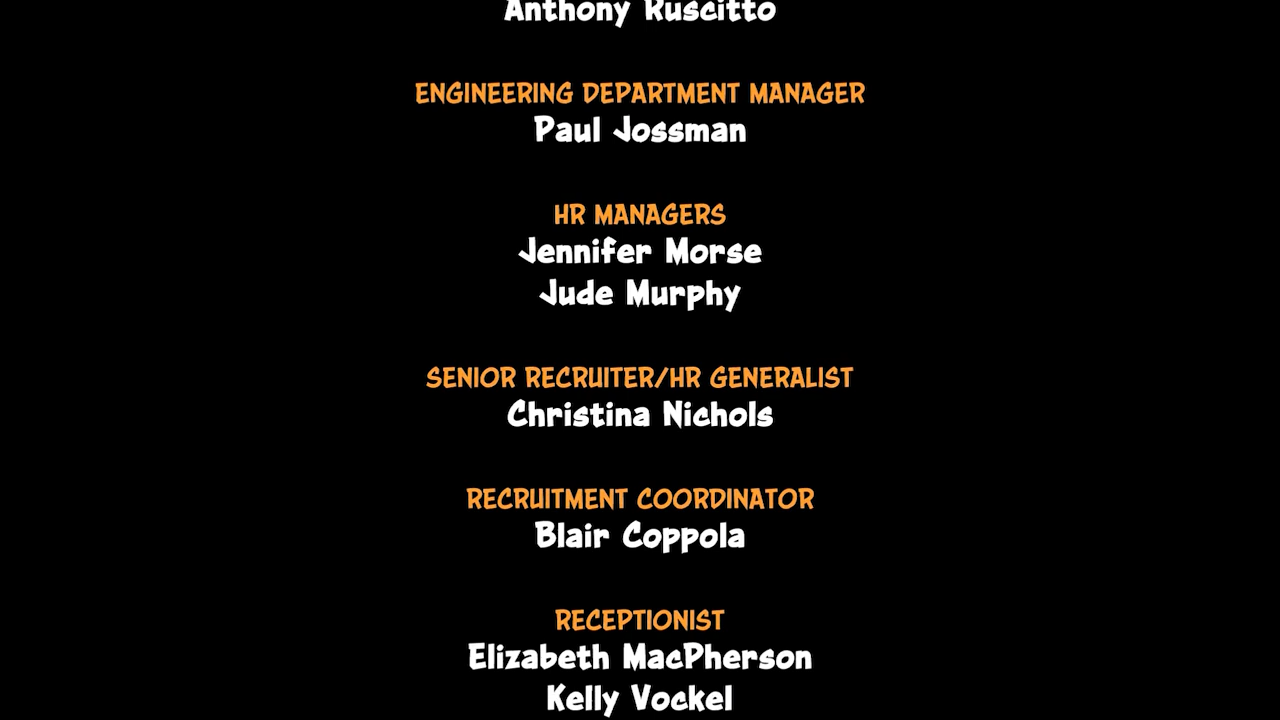 Anthony Ruscitto
ENGINEERING DEPARTMENT MANAGER
Paul Jossman
HR MANAGERS
Jennifer Morse
Jude Murphy
SENIOR RECRUITER/HR GENERALIST
Christina Nichols
RECRUITMENT COORDINATOR
Blair Coppola
RECEPTIONIST
Elizabeth MacPherson
Kelly Vockel